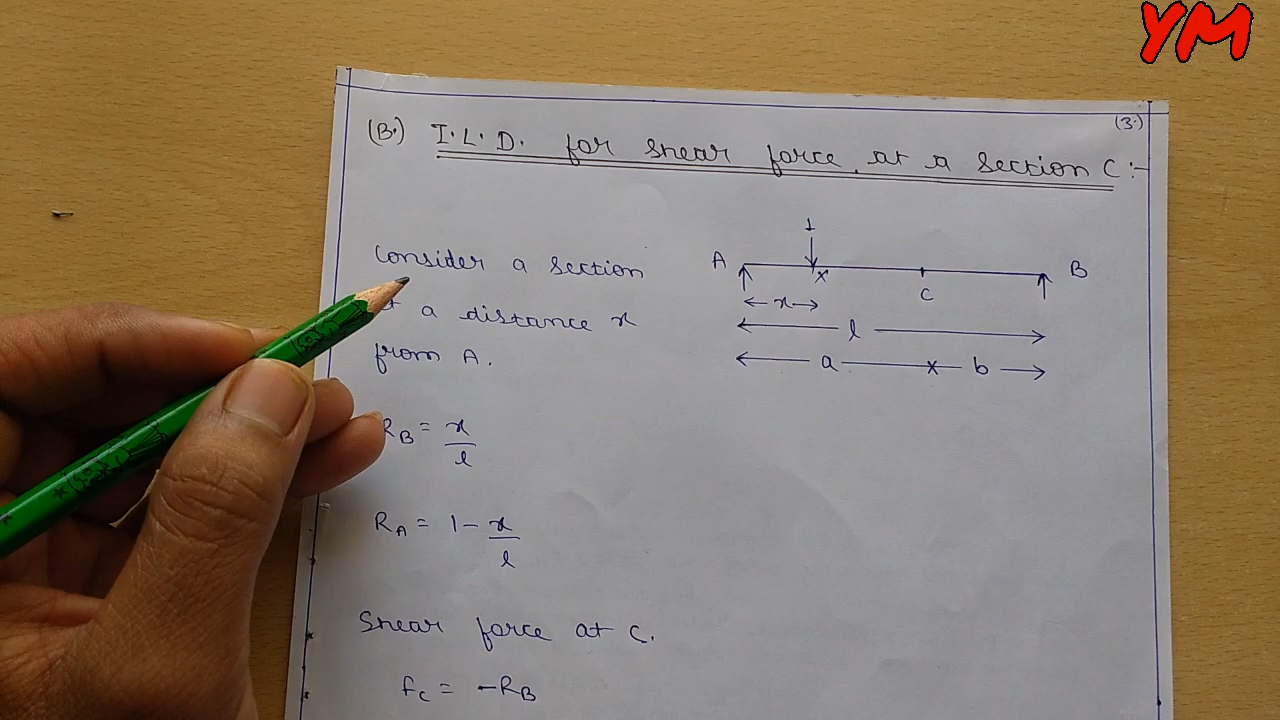 YM
(3.)
(B.) I.L.D. for shear force at a section C :-
1
A x C B
x
l
a x b
Consider a section
a distance x
from A.
RB = x/l
RA = 1 - x/l
Shear force at C.
Fc = -RB